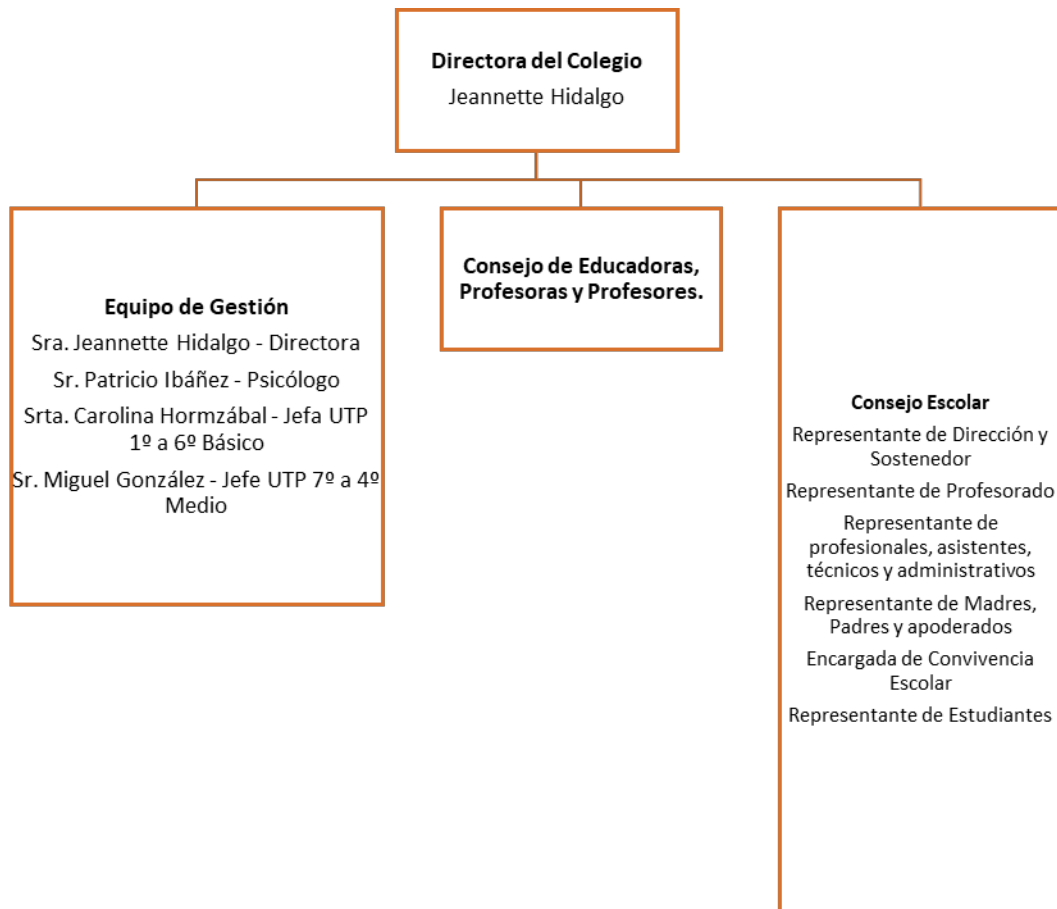 Directora del Colegio
Jeannette Hidalgo
Equipo de Gestión
Sra. Jeannette Hidalgo - Directora
Sr. Patricio Ibáñez - Psicólogo
Srta. Carolina Hormzábal - Jefa UTP
1º a 6º Básico
Sr. Miguel González - Jefe UTP 7º a 4º
Medio
Consejo de Educadoras,
Profesoras y Profesores.
Consejo Escolar
Representante de Dirección y
Sostenedor
Representante de Profesorado
Representante de
profesionales, asistentes,
técnicos y administrativos
Representante de Madres,
Padres y apoderados
Encargada de Convivencia
Escolar
Representante de Estudiantes